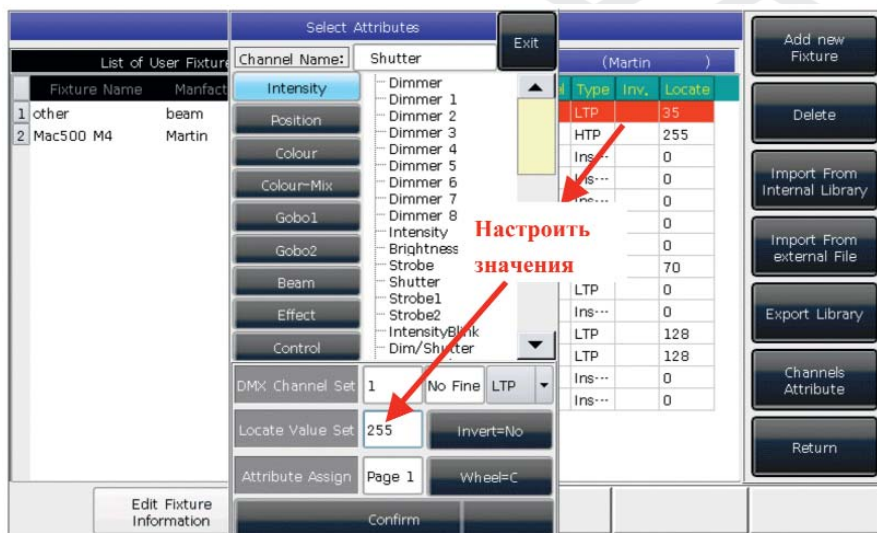 Select Attributes
Exit
Channel Name: Shutter
List of User Fixture
(Martin )
Fixture Name Manfact
Type Inv. Locate
1 other beam
2 Mac500 M4 Martin
Intensity
Position
Colour
Colour-Mix
Gobo1
Gobo2
Beam
Effect
Control
Dimmer
Dimmer 1
Dimmer 2
Dimmer 3
Dimmer 4
Dimmer 5
Dimmer 6
Dimmer 7
Dimmer 8
Intensity
Brightness
Strobe
Shutter
Strobe1
Strobe2
IntensityBlink
Dim/Shutter
LTP 35
HTP 255
Ins... 0
Ins... 0
Ins... 0
0
0
70
LTP 0
Ins... 0
LTP 128
LTP 128
Ins... 0
Ins... 0
Настроить
значения
DMX Channel Set 1 No Fine LTP
Locate Value Set 255 Invert=No
Attribute Assign Page 1 Wheel=C
Confirm
Edit Fixture
Information
Add new
Fixture
Delete
Import From
Internal Library
Import From
external File
Export Library
Channels
Attribute
Return